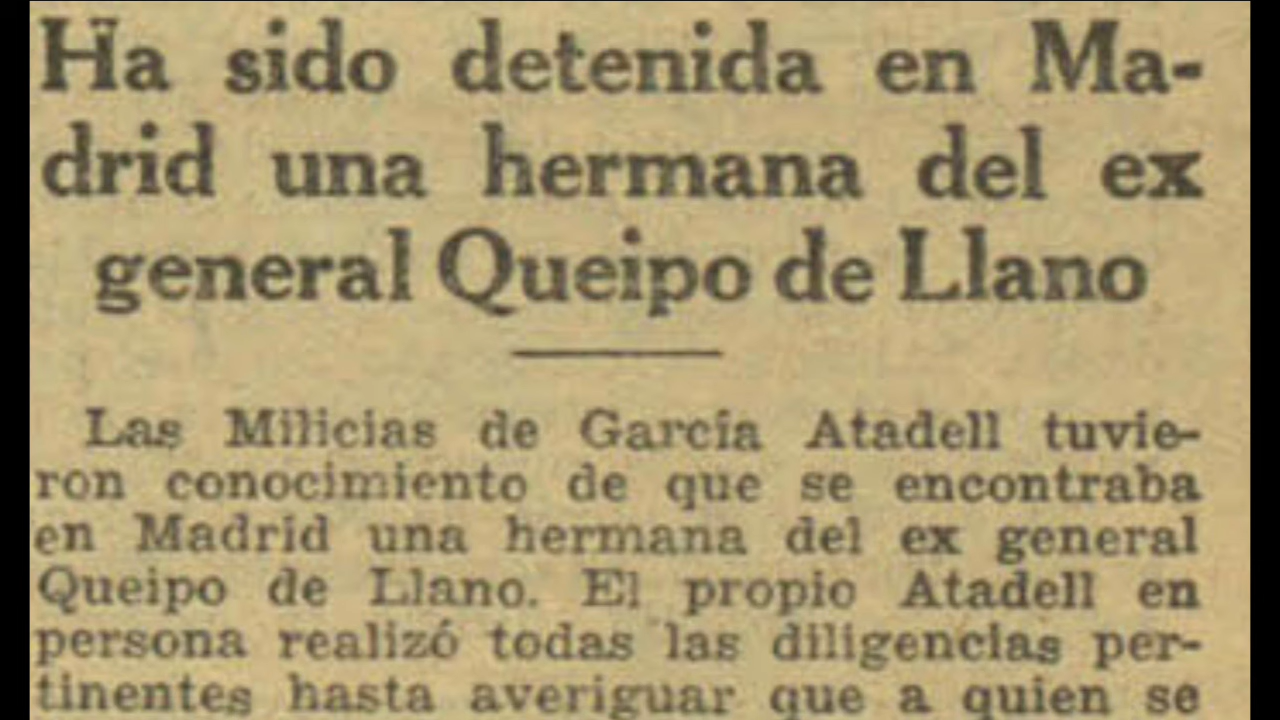 Ha sido detenida en Ma-
drid una hermana del ex
general Queipo de Llano
Las Milicias de García Atadell tuvie-
ron conocimiento de que se encontraba
en Madrid una hermana del ex general
Queipo de Llano. El propio Atadell en
persona realizó todas las diligencias per-
tinentes hasta averiguar que a quien se